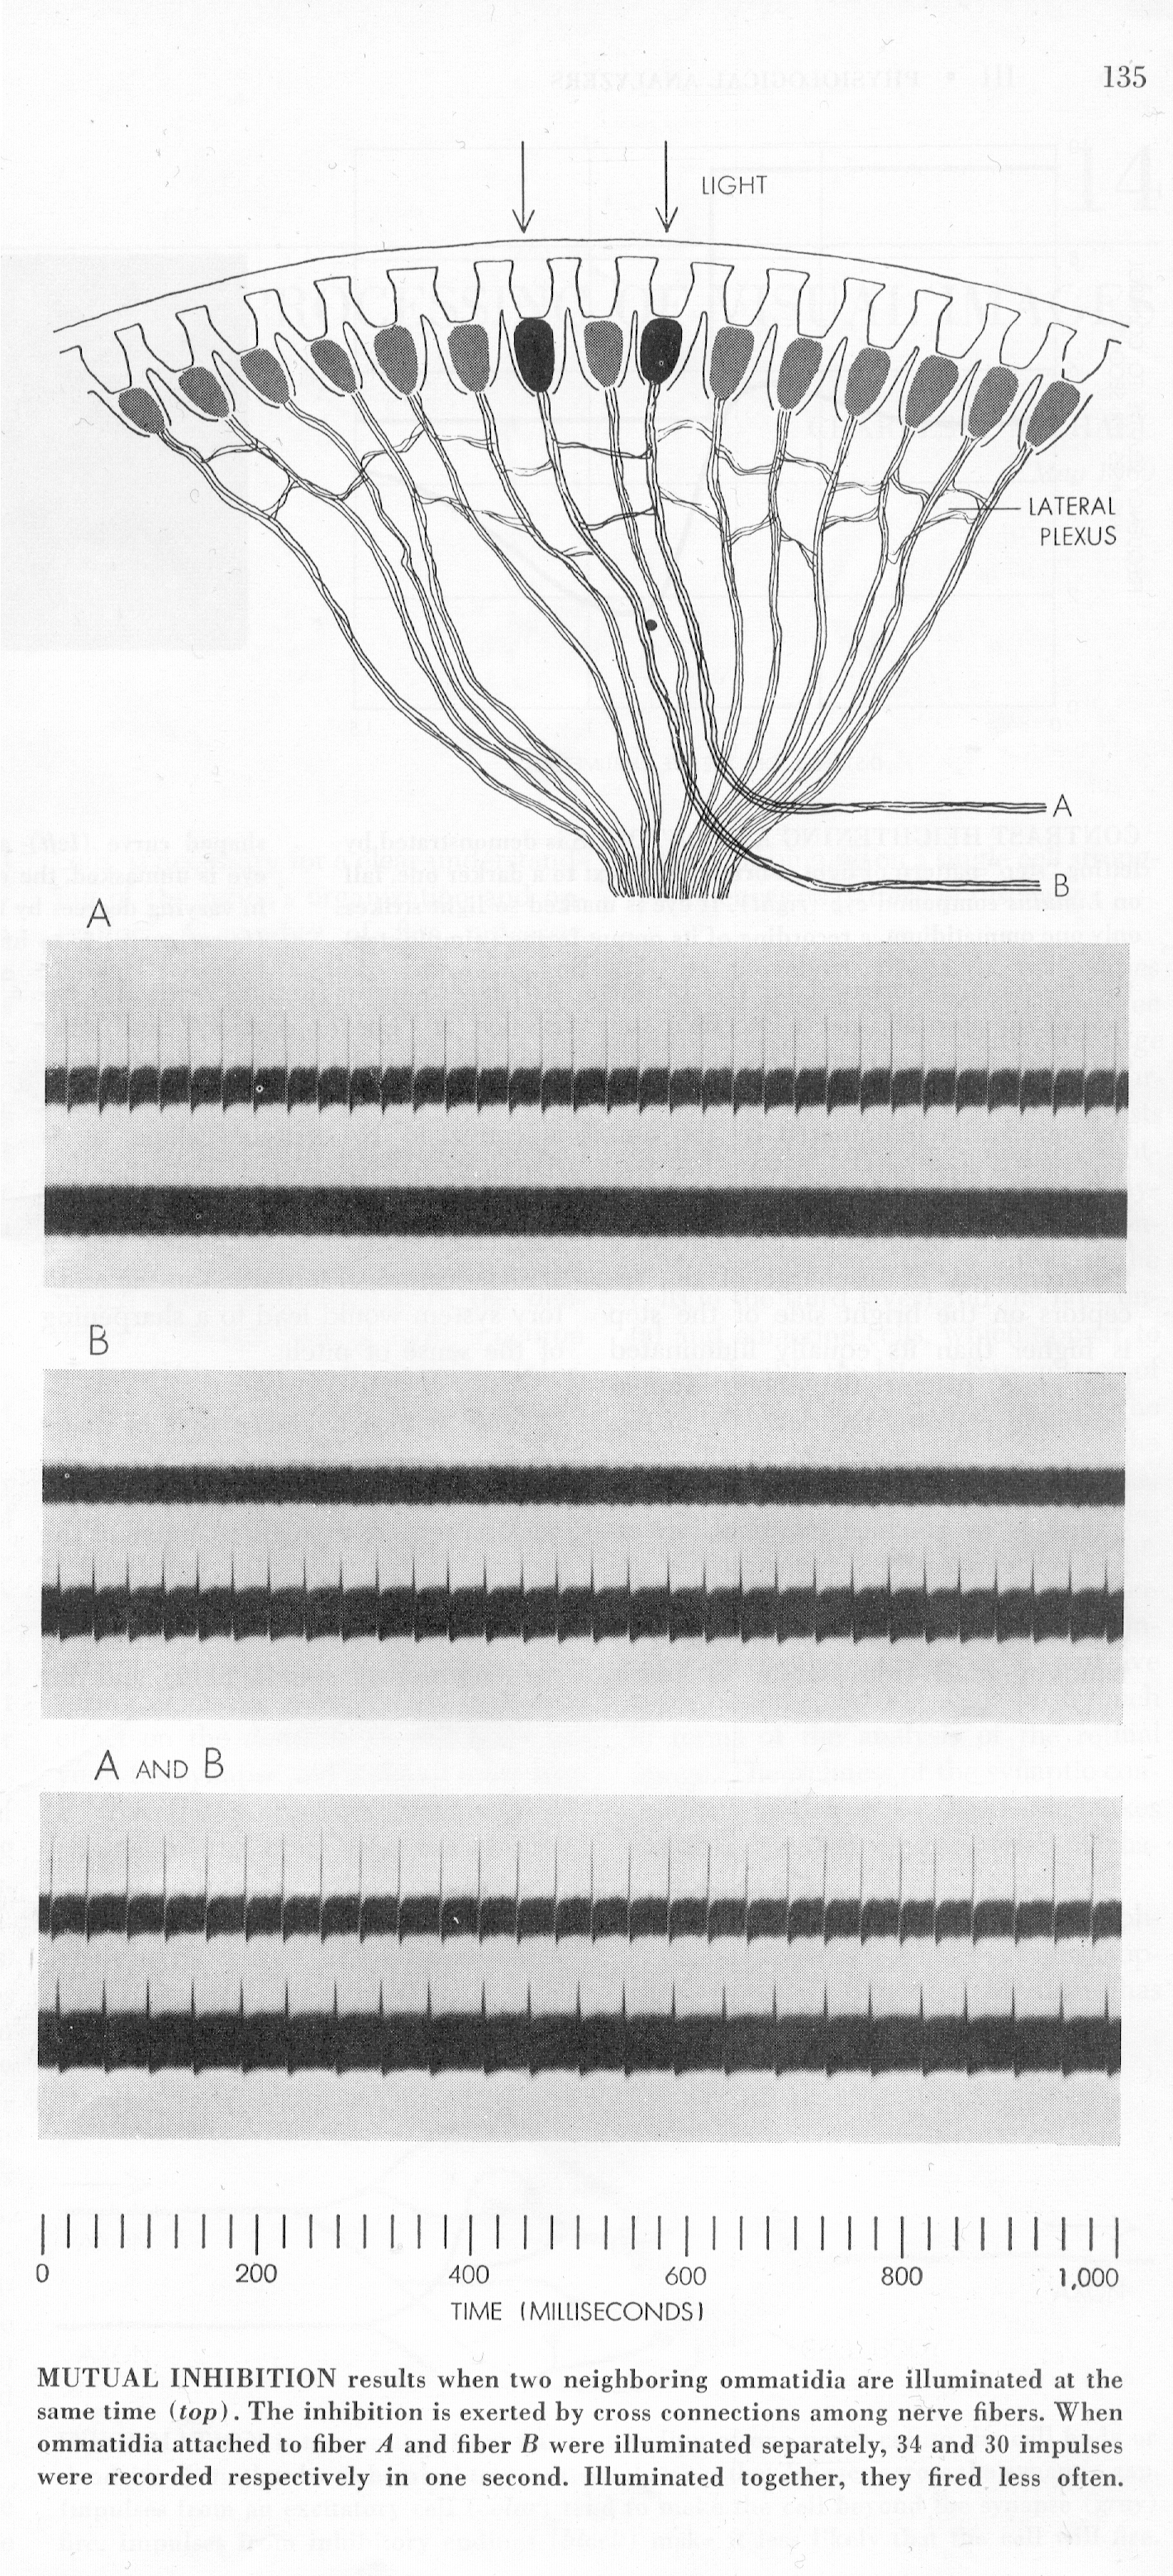 135
LIGHT
LATERAL
PLEXUS
A
B
A
B
A AND B
0 200 400 600 800 1,000
TIME (MILLISECONDS)
MUTUAL INHIBITION results when two neighboring ommatidia are illuminated at the
same time (top). The inhibition is exerted by cross connections among nerve fibers. When
ommatidia attached to fiber A and fiber B were illuminated separately, 34 and 30 impulses
were recorded respectively in one second. Illuminated together, they fired less often.